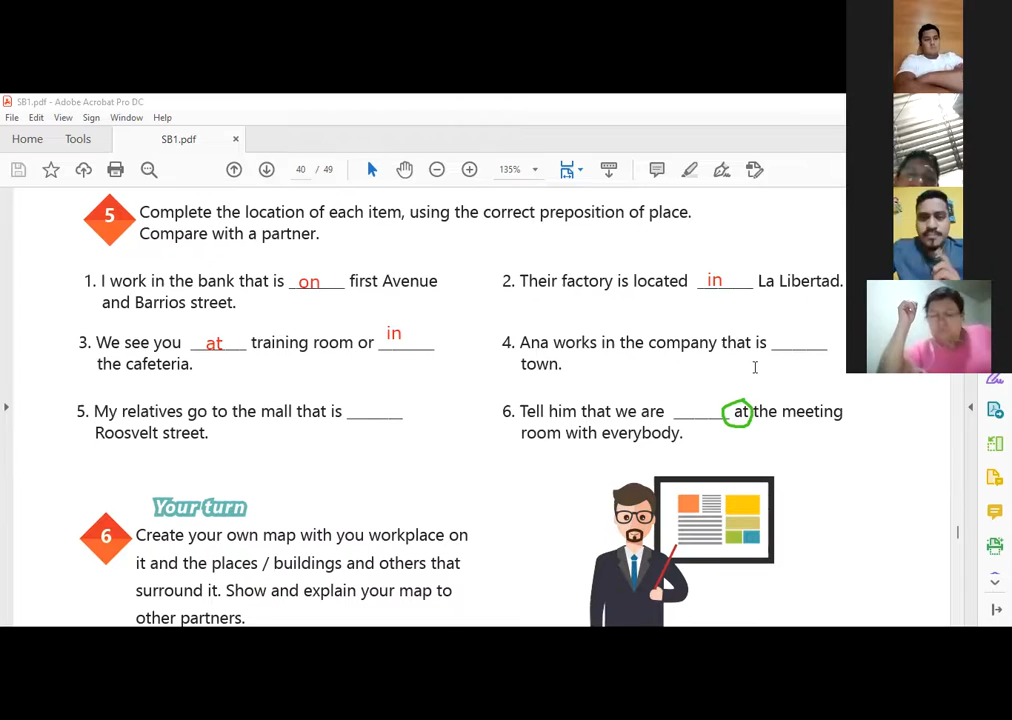 SB1.pdf - Adobe Acrobat Pro DC
File Edit View Sign Window Help
Home Tools SB1.pdf ×
40 / 49 135%
5 Complete the location of each item, using the correct preposition of place.
Compare with a partner.
1. I work in the bank that is on first Avenue
and Barrios street.
2. Their factory is located in La Libertad.
3. We see you at training room or in
the cafeteria.
4. Ana works in the company that is ______
town.
5. My relatives go to the mall that is ______
Roosvelt street.
6. Tell him that we are ______ at the meeting
room with everybody.
Your turn
6 Create your own map with you workplace on
it and the places / buildings and others that
surround it. Show and explain your map to
other partners.